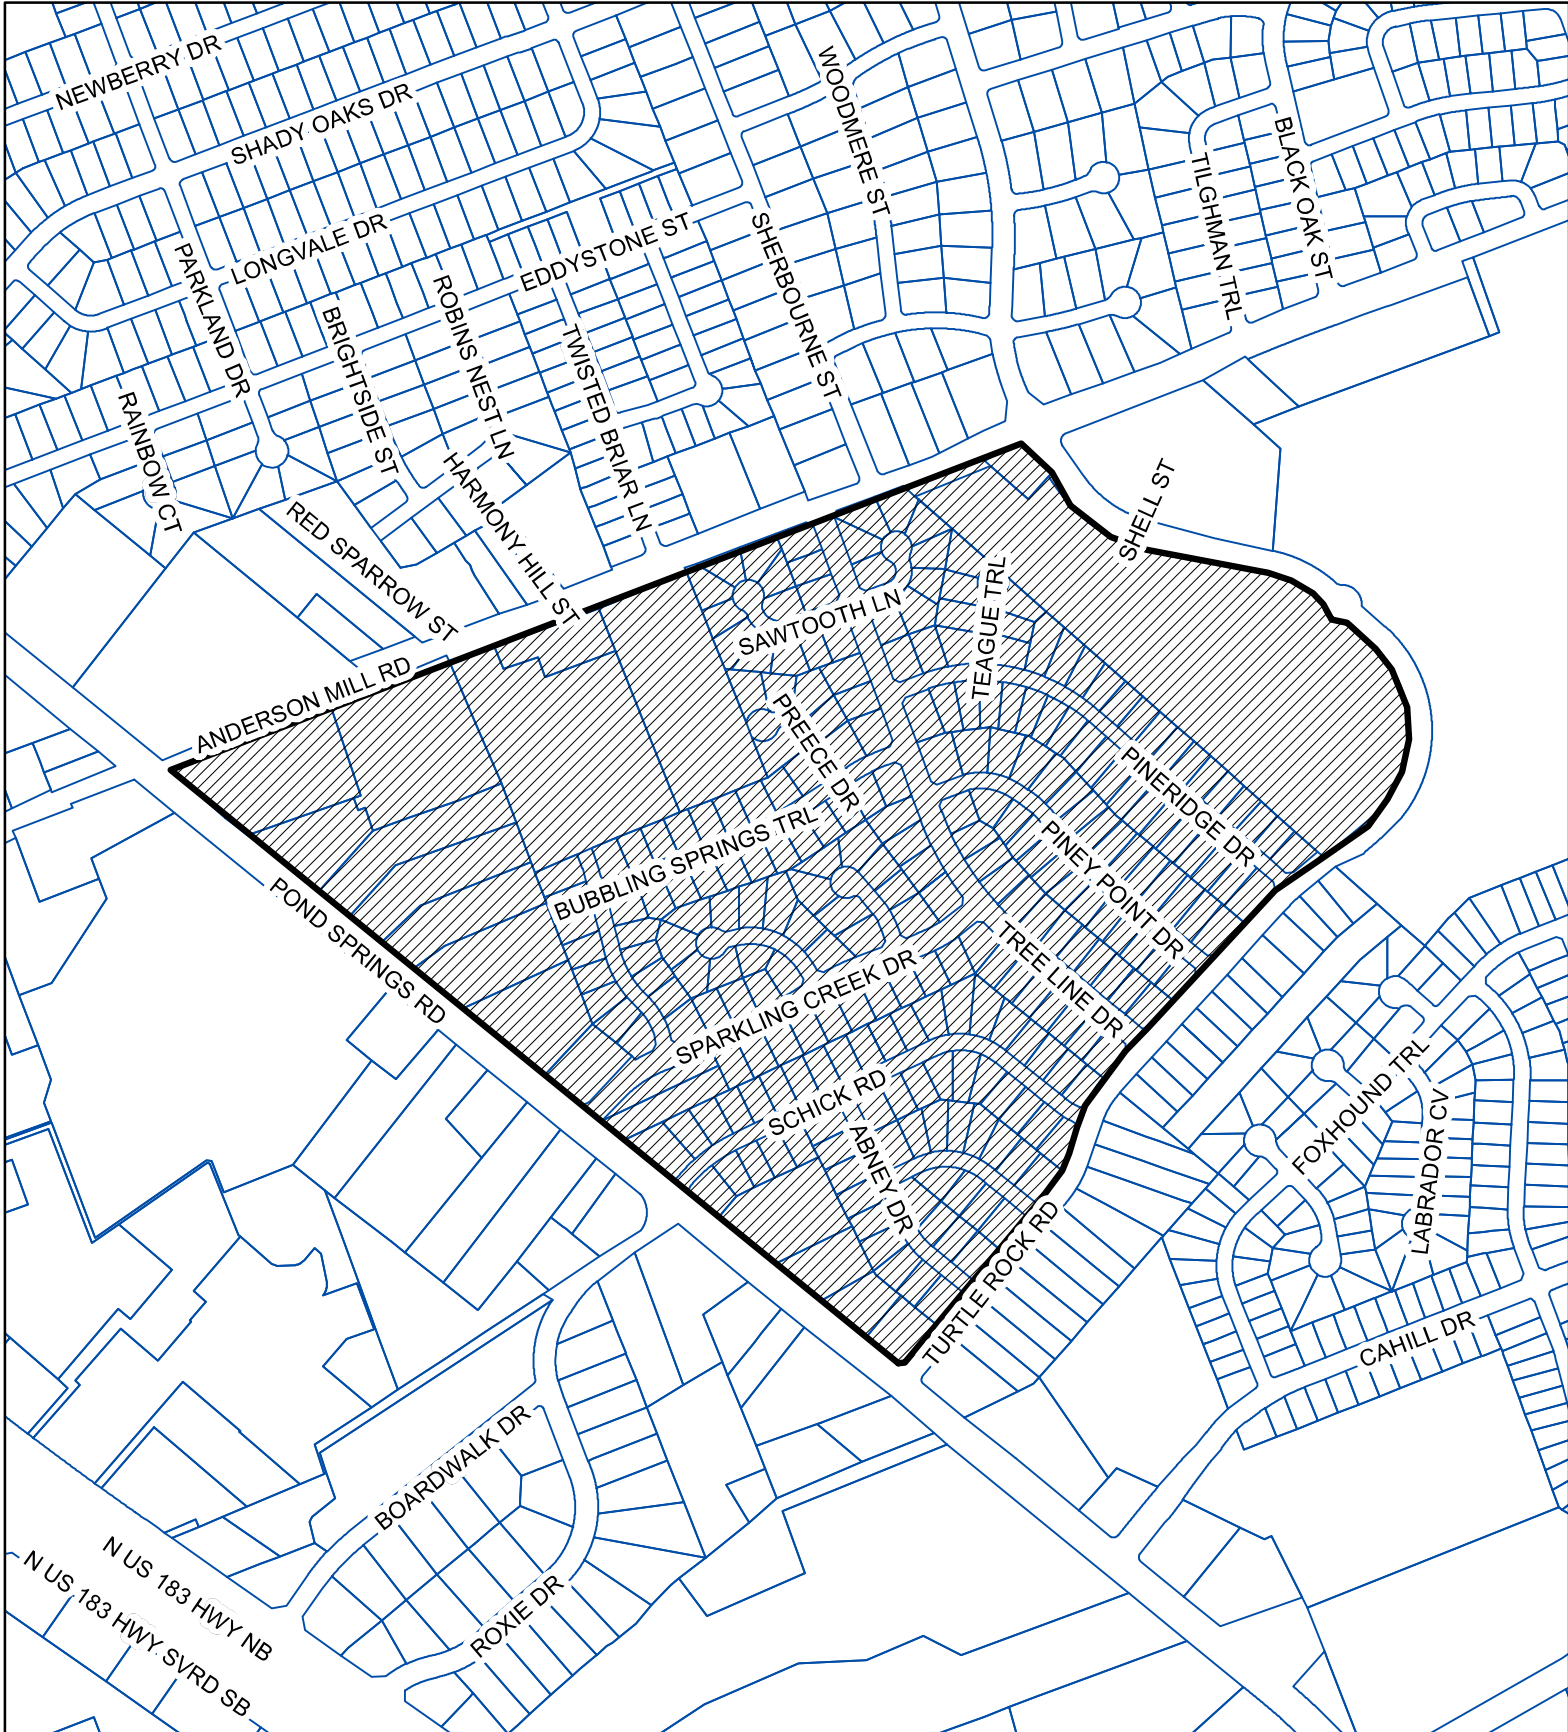 NEWBERRY DR
SHADY OAKS DR
WOODMERE ST
BLACK OAK ST
TILGHMAN TRL
LONGVALE DR
PARKLAND DR
EDDYSTONE ST
SHERBOURNE ST
ROBINS NEST LN
BRIGHTSIDE ST
TWISTED BRIAR LN
RAINBOW CT
HARMONY HILL ST
SHELL ST
RED SPARROW ST
TEAGUE TRL
SAWTOOTH LN
ANDERSON MILL RD
PREECE DR
PINERIDGE DR
BUBBLING SPRINGS TRL
PINEY POINT DR
POND SPRINGS RD
TREE LINE DR
SPARKLING CREEK DR
SCHICK RD
FOXHOUND TRL
LABRADOR CV
ABNEY DR
TURTLE ROCK RD
CAHILL DR
BOARDWALK DR
N US 183 HWY NB
N US 183 HWY SVRD SB
ROXIE DR